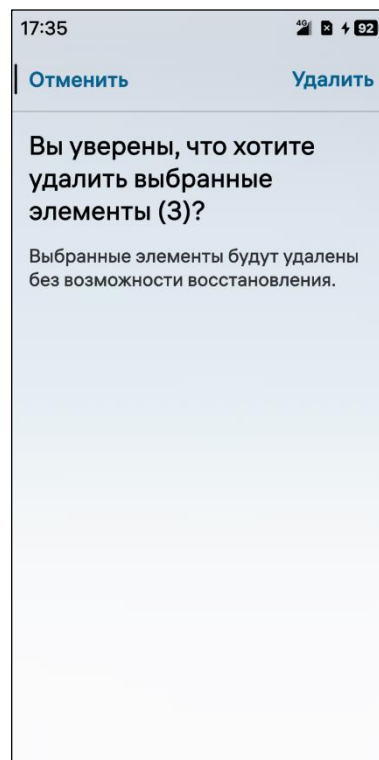 17:35
4G
92
Отменить
Удалить
Вы уверены, что хотите
удалить выбранные
элементы (3)?
Выбранные элементы будут удалены
без возможности восстановления.